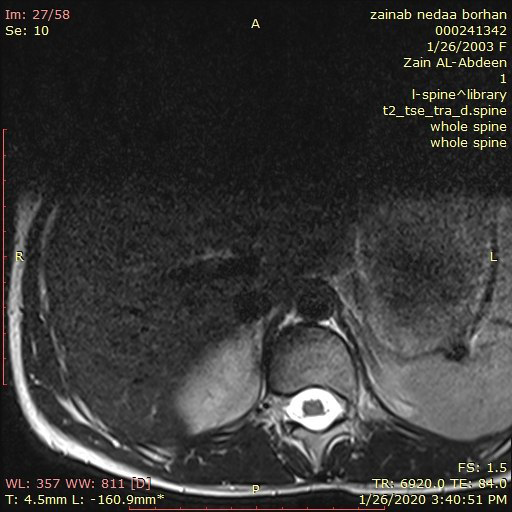 Im: 27/58
Se: 10
A
zainab nedaa borhan
000241342
1/26/2003 F
Zain AL-Abdeen
1
l-spine^library
t2_tse_tra_d.spine
whole spine
whole spine
R
L
WL: 357 WW: 811 [D]
T: 4.5mm L: -160.9mm*
P
FS: 1.5
TR: 6920.0 TE: 84.0
1/26/2020 3:40:51 PM